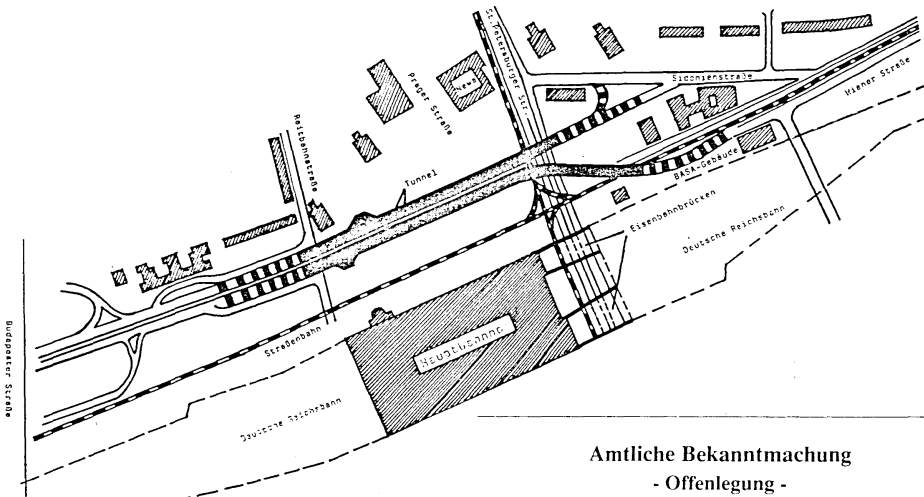 St. Petersburger Str.
Sidonienstraße
Wiener Straße
Prager Straße
News
Reitbahnstraße
Tunnel
BASA-Gebäude
Eisenbahnbrücken
Deutsche Reichsbahn
Straßenbahn
Deutsche Reichsbahn
Budapester Straße
Amtliche Bekanntmachung
- Offenlegung -